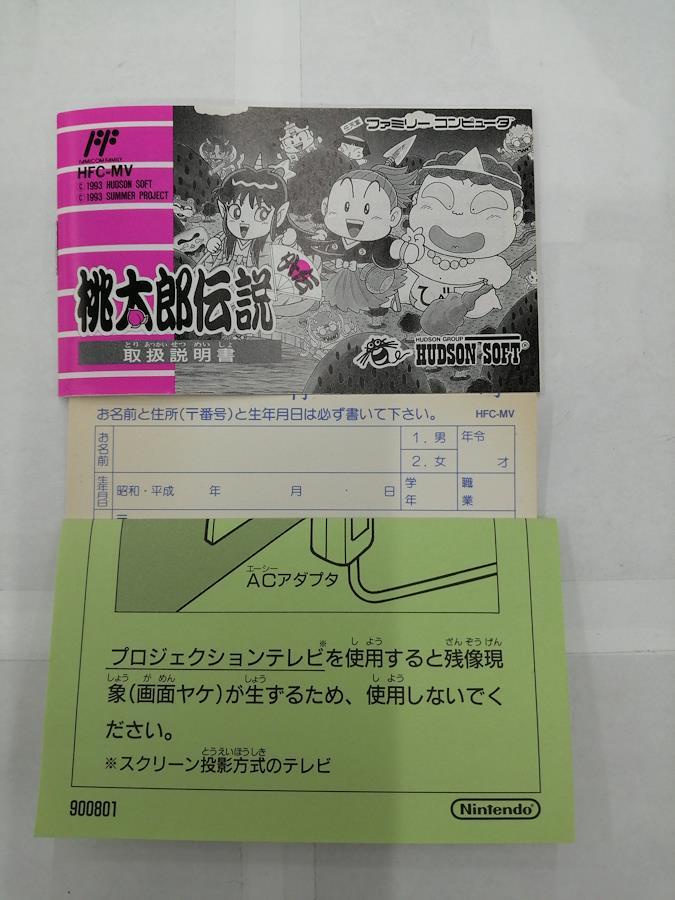 FAMICOM FAMILY
HFC-MV
© 1993 HUDSON SOFT
© 1993 SUMMER PROJECT
ファミリーコンピュータ
外伝
桃太郎伝説
とりあつかいせつめいしょ
取扱説明書
HUDSON GROUP
HUDSON SOFT®
お名前と住所(〒番号)と生年月日は必ず書いて下さい。 HFC-MV
お名前
1. 男
2. 女
年令
才
生年月日
昭和・平成 年 月 日
学年
職業
〒
エーシー
ACアダプタ
しよう ざんぞうげん
プロジェクションテレビ※を使用すると残像現
しょう がめん しょう しよう
象(画面ヤケ)が生ずるため、使用しないでく
ださい。
とうえいほうしき
※スクリーン投影方式のテレビ
900801
Nintendo®